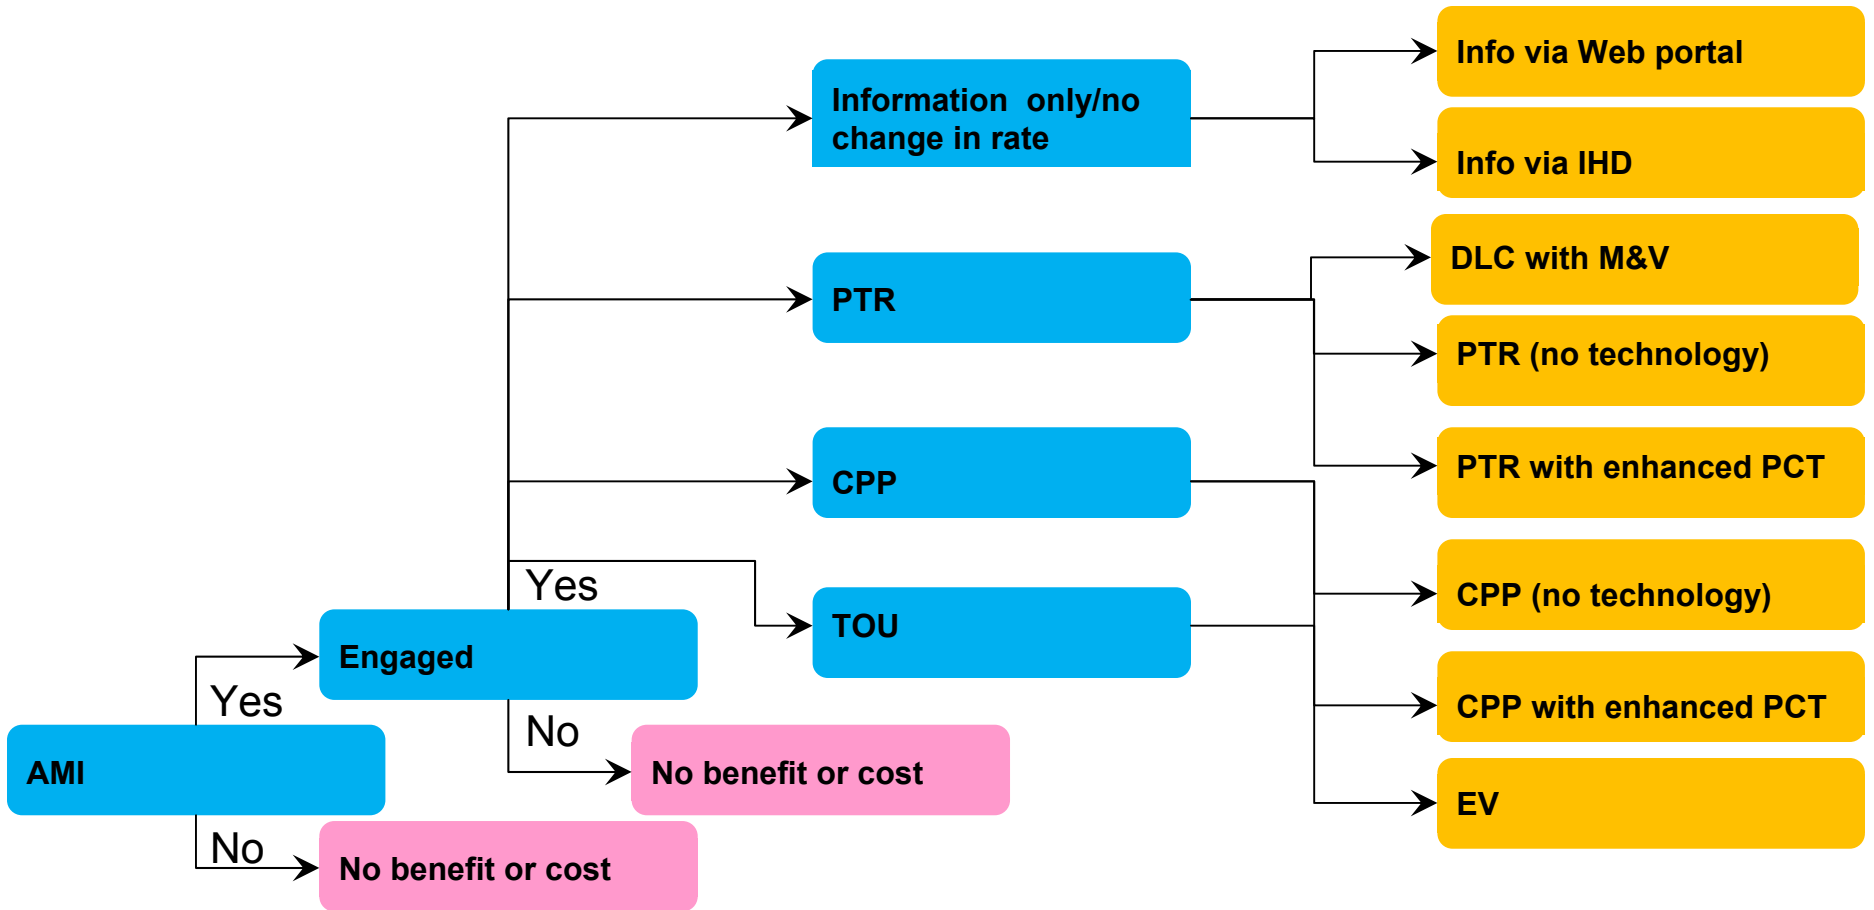 Info via Web portal
Information only/no
change in rate
Info via IHD
DLC with M&V
PTR
PTR (no technology)
PTR with enhanced PCT
CPP
Yes
CPP (no technology)
TOU
Engaged
Yes
CPP with enhanced PCT
No
AMI
No benefit or cost
EV
No
No benefit or cost